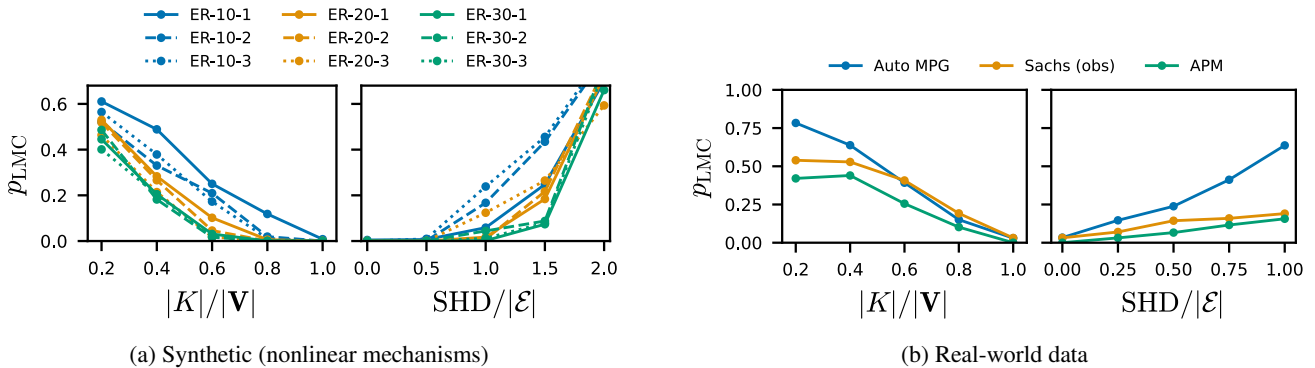 ER-10-1 ER-20-1 ER-30-1
ER-10-2 ER-20-2 ER-30-2
ER-10-3 ER-20-3 ER-30-3
p_LMC
0.6
0.4
0.2
0.0
0.2 0.4 0.6 0.8 1.0
|K|/|V|
0.0 0.5 1.0 1.5 2.0
SHD/|ℰ|
(a) Synthetic (nonlinear mechanisms)
Auto MPG Sachs (obs) APM
p_LMC
1.00
0.75
0.50
0.25
0.00
0.2 0.4 0.6 0.8 1.0
|K|/|V|
0.00 0.25 0.50 0.75 1.00
SHD/|ℰ|
(b) Real-world data